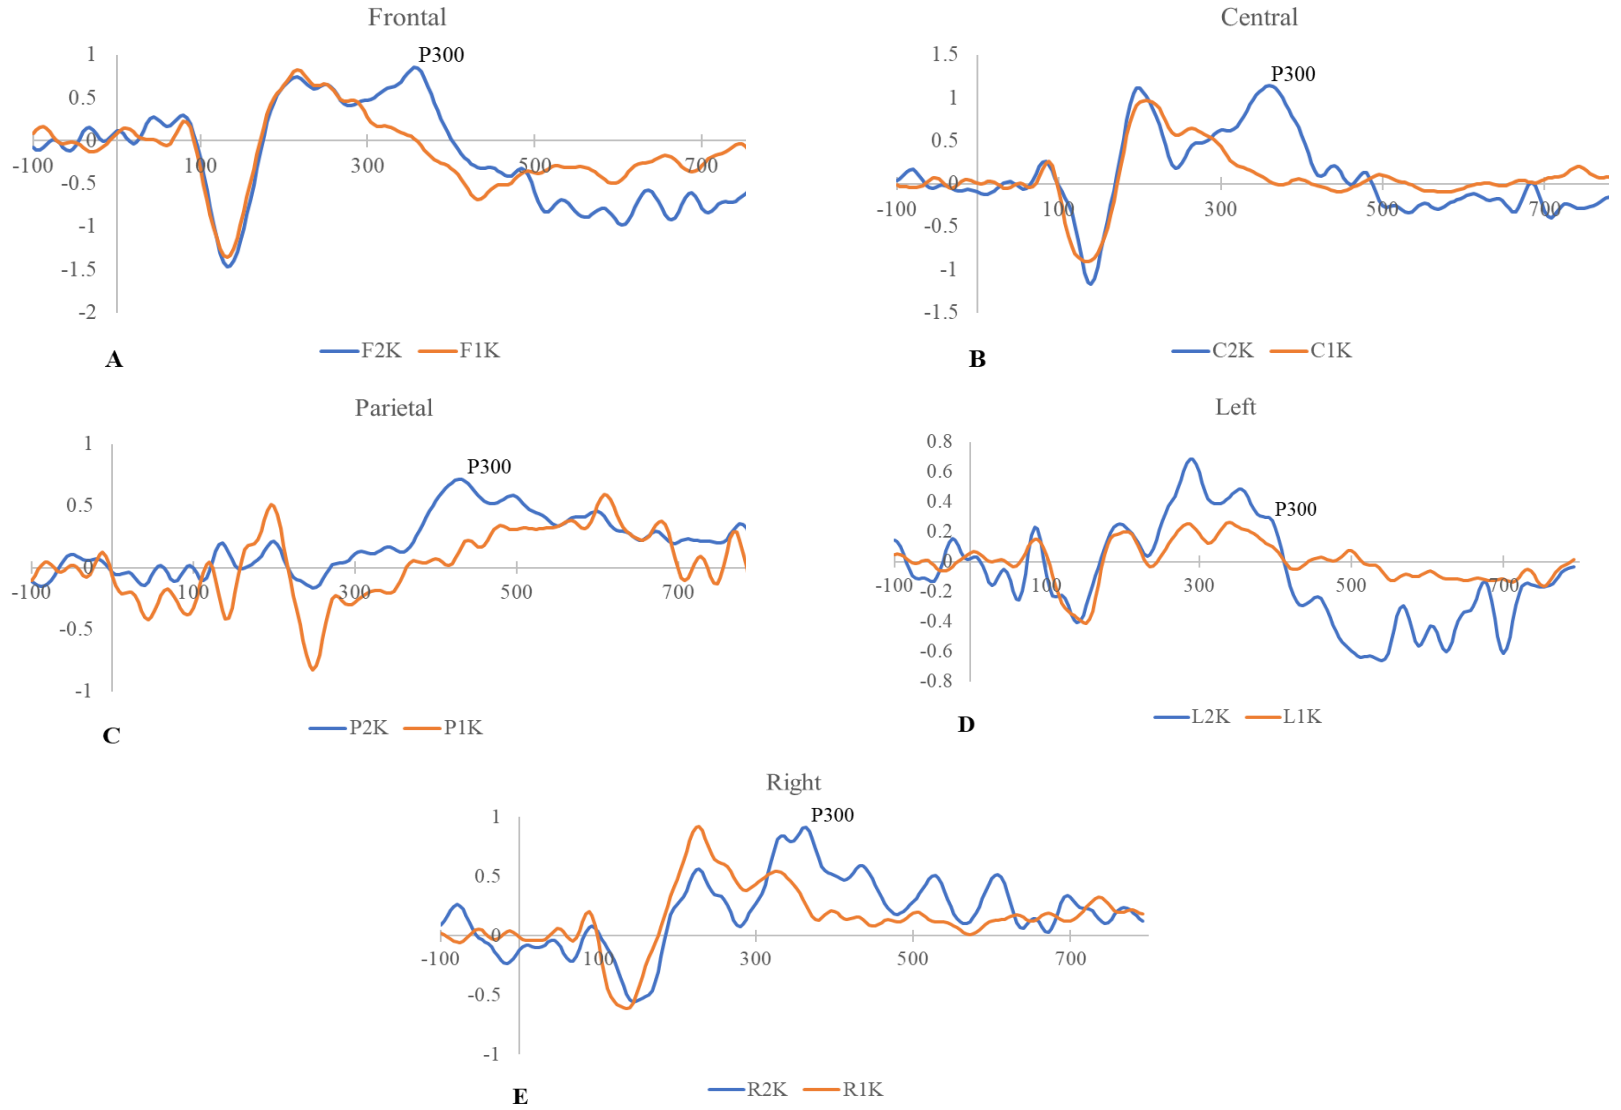 Frontal
P300
1
0.5
0
-0.5
-1
-1.5
-2
-100 100 300 500 700
F2K F1K
A
Central
P300
1.5
1
0.5
0
-0.5
-1
-1.5
-100 100 300 500 700
C2K C1K
B
Parietal
P300
1
0.5
0
-0.5
-1
-100 100 300 500 700
P2K P1K
C
Left
P300
0.8
0.6
0.4
0.2
0
-0.2
-0.4
-0.6
-0.8
-100 100 300 500 700
L2K L1K
D
Right
P300
1
0.5
0
-0.5
-1
-100 100 300 500 700
R2K R1K
E